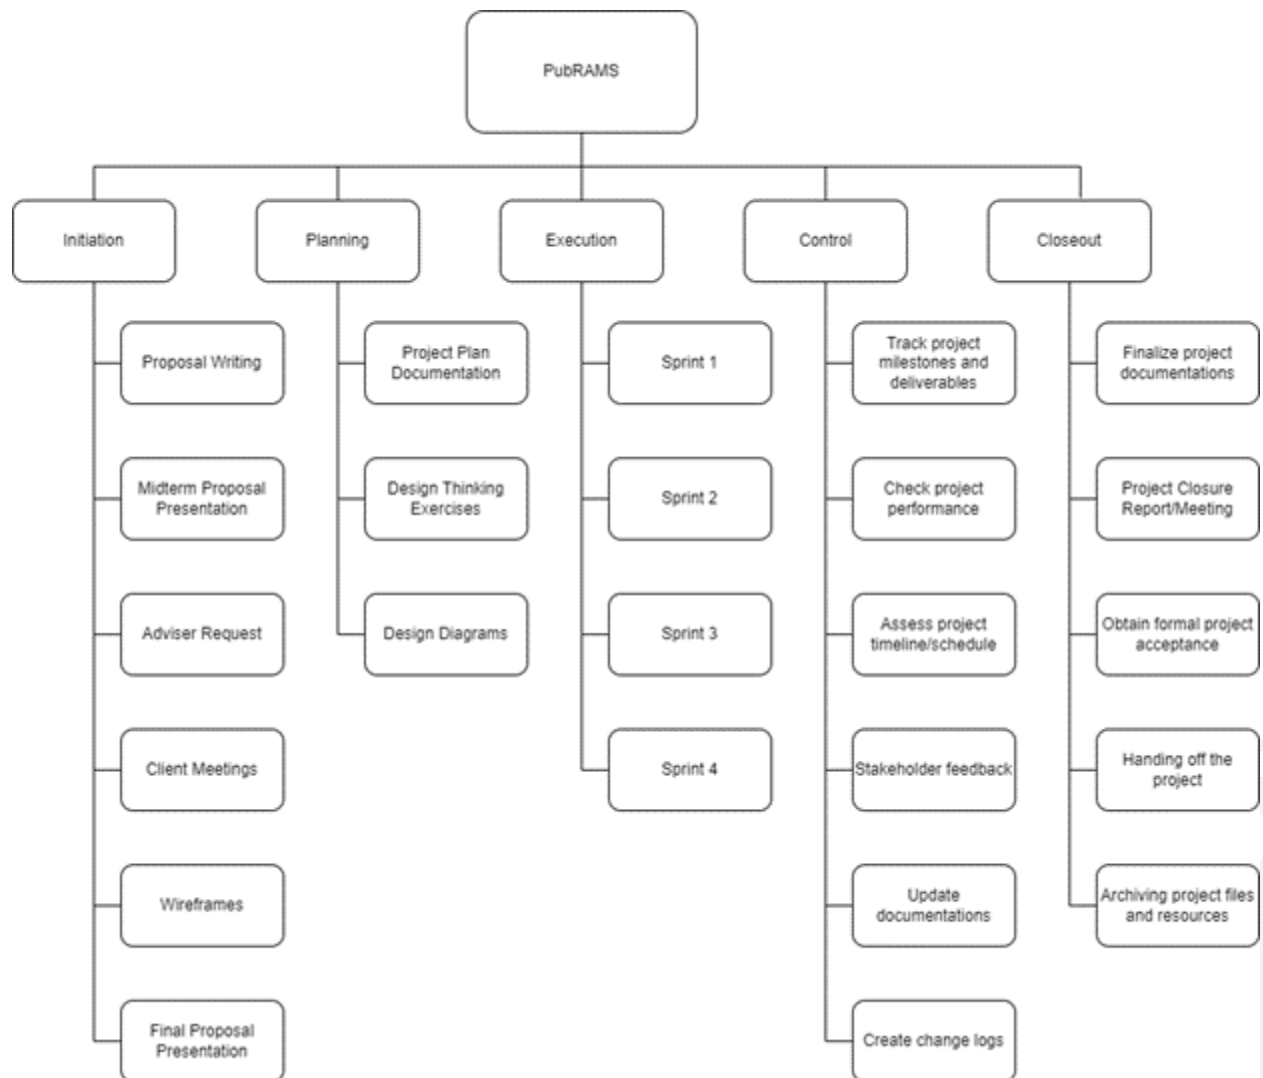 PubRAMS
Initiation
Planning
Execution
Control
Closeout
Proposal Writing
Midterm Proposal
Presentation
Adviser Request
Client Meetings
Wireframes
Final Proposal
Presentation
Project Plan
Documentation
Design Thinking
Exercises
Design Diagrams
Sprint 1
Sprint 2
Sprint 3
Sprint 4
Track project
milestones and
deliverables
Check project
performance
Assess project
timeline/schedule
Stakeholder feedback
Update
documentations
Create change logs
Finalize project
documentations
Project Closure
Report/Meeting
Obtain formal project
acceptance
Handing off the
project
Archiving project files
and resources